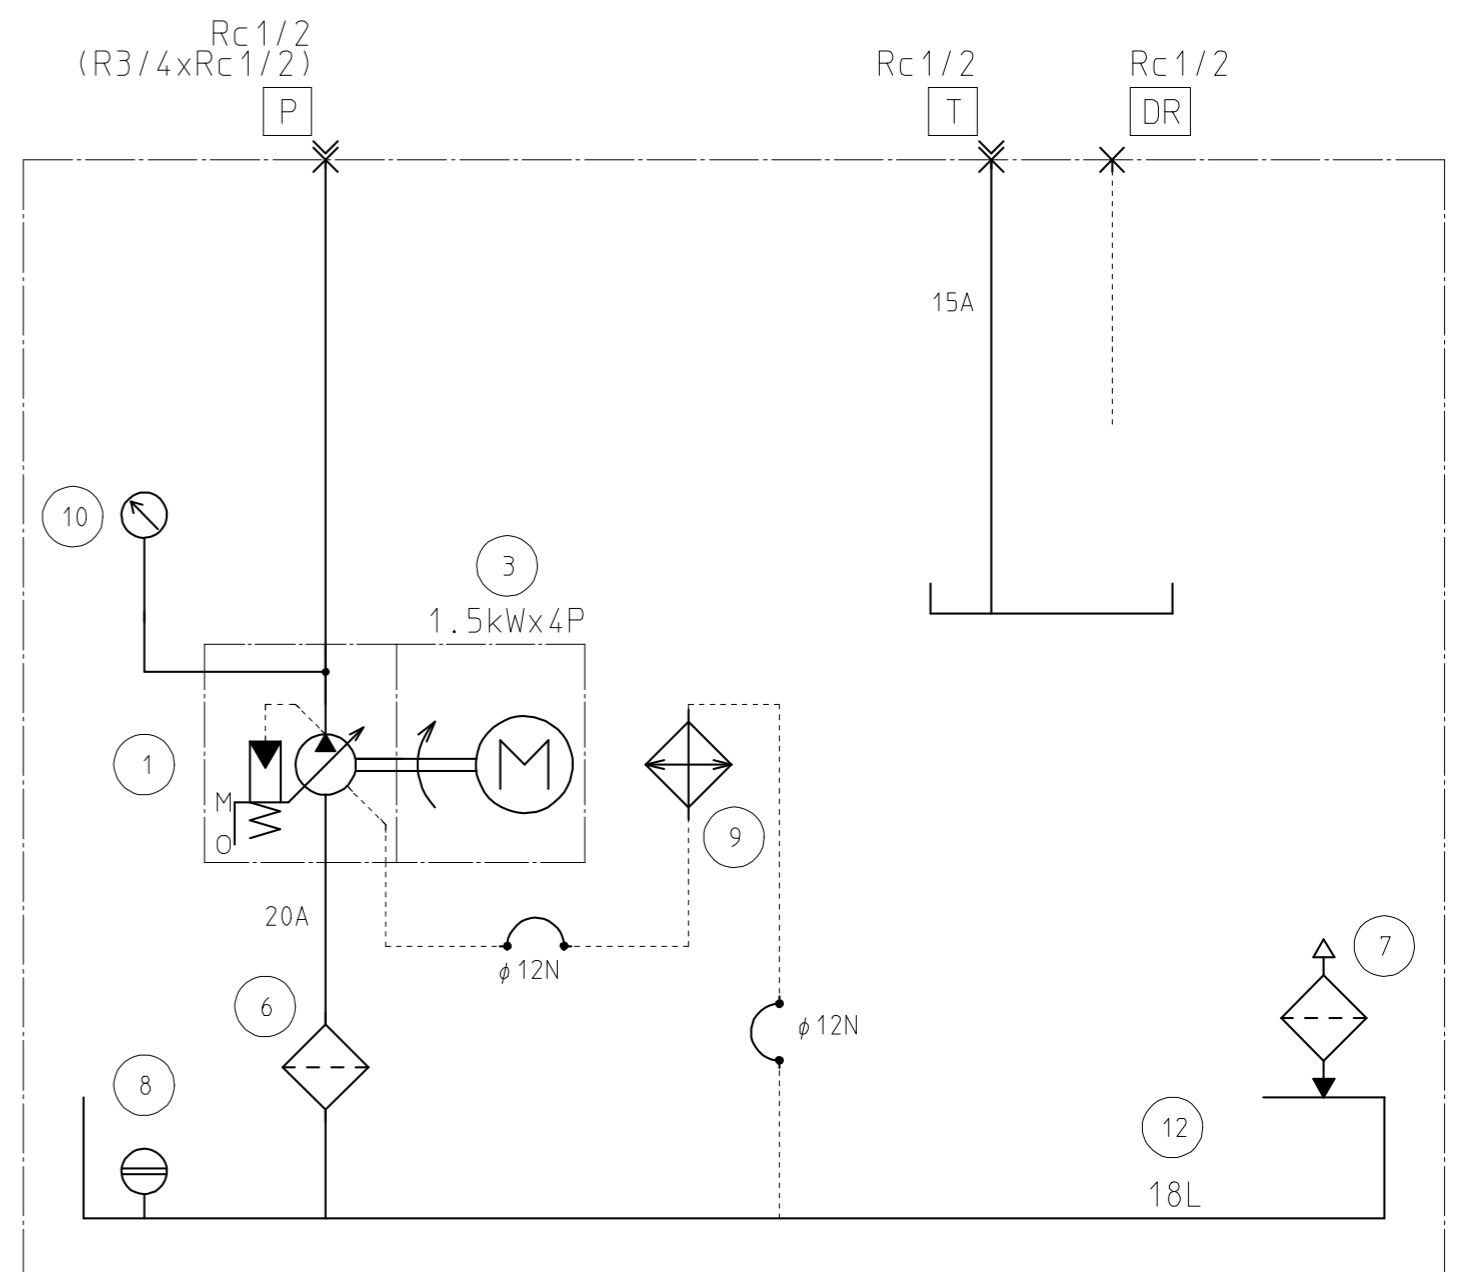 Rc1/2
(R3/4xRc1/2)
P
Rc1/2
T
Rc1/2
DR
15A
10
3
1.5kWx4P
1
M
M
O
9
20A
ϕ12N
6
7
ϕ12N
8
12
18L